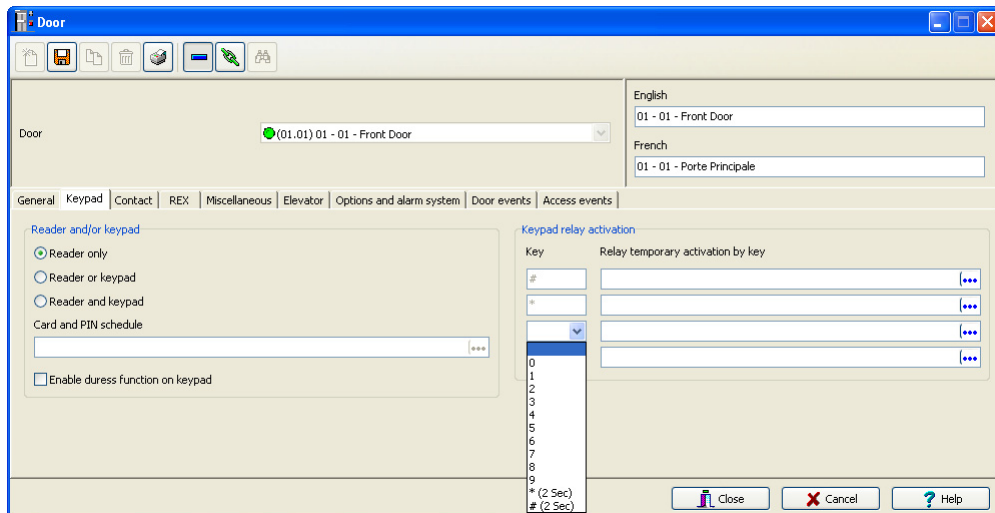 Door
English
01 - 01 - Front Door
Door
(01.01) 01 - 01 - Front Door
French
01 - 01 - Porte Principale
General Keypad Contact REX Miscellaneous Elevator Options and alarm system Door events Access events
Reader and/or keypad
Reader only
Reader or keypad
Reader and keypad
Card and PIN schedule
Enable duress function on keypad
Keypad relay activation
Key Relay temporary activation by key
#
*
0
1
2
3
4
5
6
7
8
9
* (2 Sec)
# (2 Sec)
Close Cancel ? Help